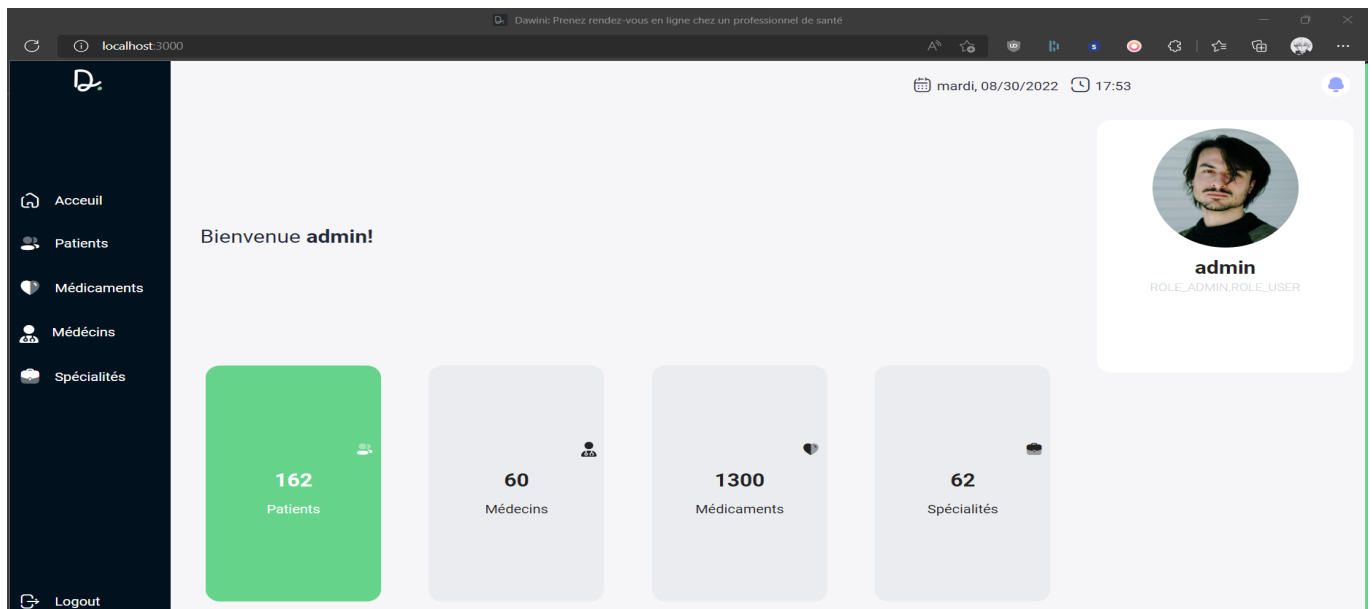 Dawini: Prenez rendez-vous en ligne chez un professionnel de santé
localhost:3000
D.
mardi, 08/30/2022 17:53
Acceuil
Patients
Médicaments
Médécins
Spécialités
Logout
Bienvenue admin!
admin
ROLE_ADMIN,ROLE_USER
162
Patients
60
Médecins
1300
Médicaments
62
Spécialités